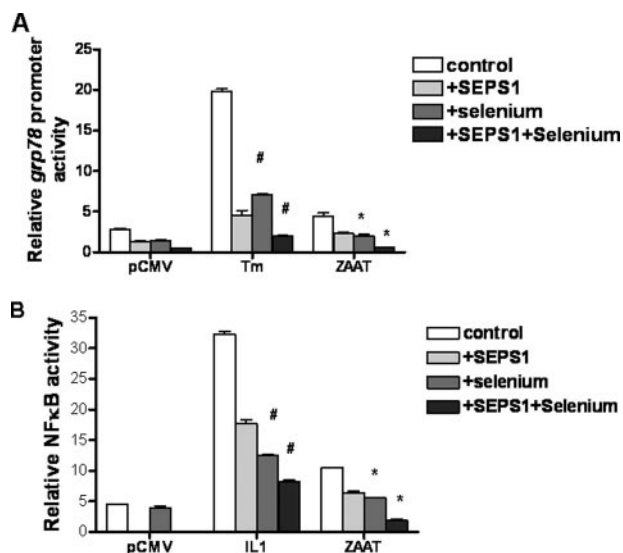 A
Relative grp78 promoter
activity
25
20
15
10
5
0
#
#
*
*
pCMV Tm ZAAT
control
+SEPS1
+selenium
+SEPS1+Selenium
B
Relative NFκB activity
35
30
25
20
15
10
5
0
#
#
*
*
pCMV IL1 ZAAT
control
+SEPS1
+selenium
+SEPS1+Selenium